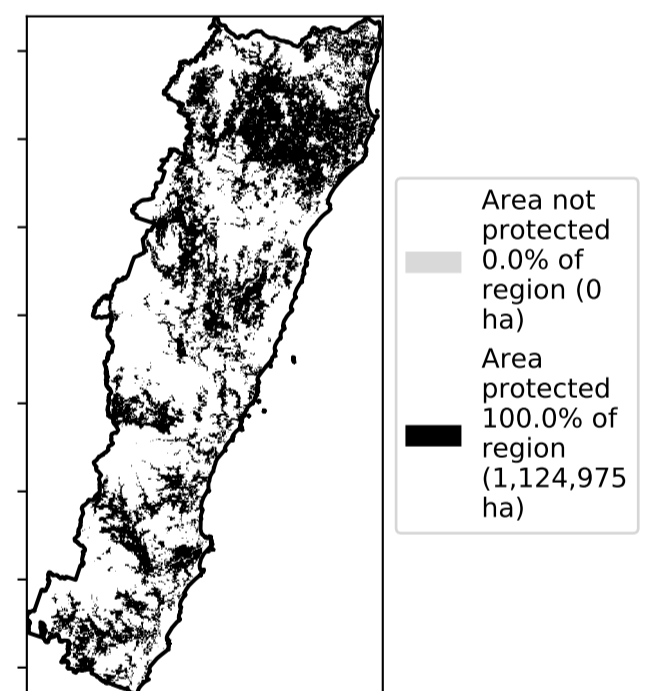 Area not
protected
0.0% of
region (0
ha)
Area
protected
100.0% of
region
(1,124,975
ha)